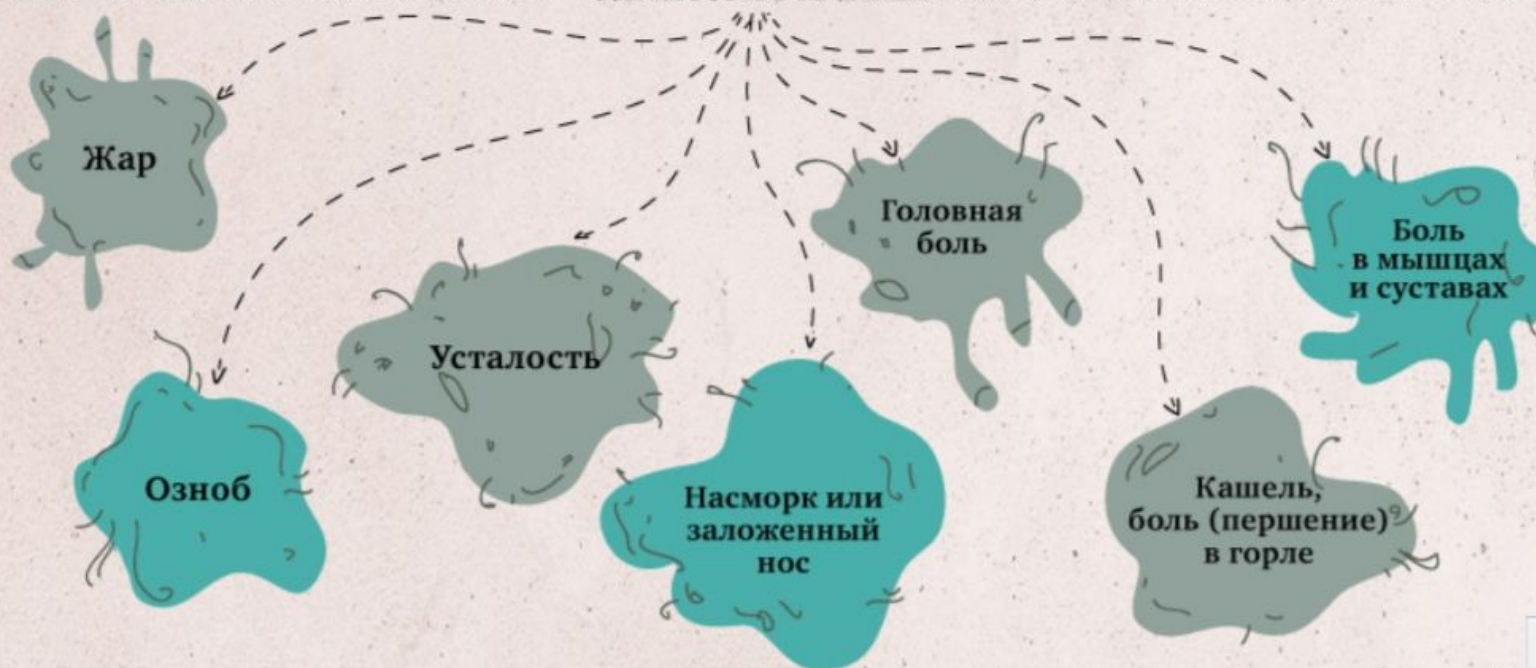 Жар
Головная
боль
Боль
в мышцах
и суставах
Усталость
Озноб
Насморк или
заложенный
нос
Кашель,
боль (першение)
в горле